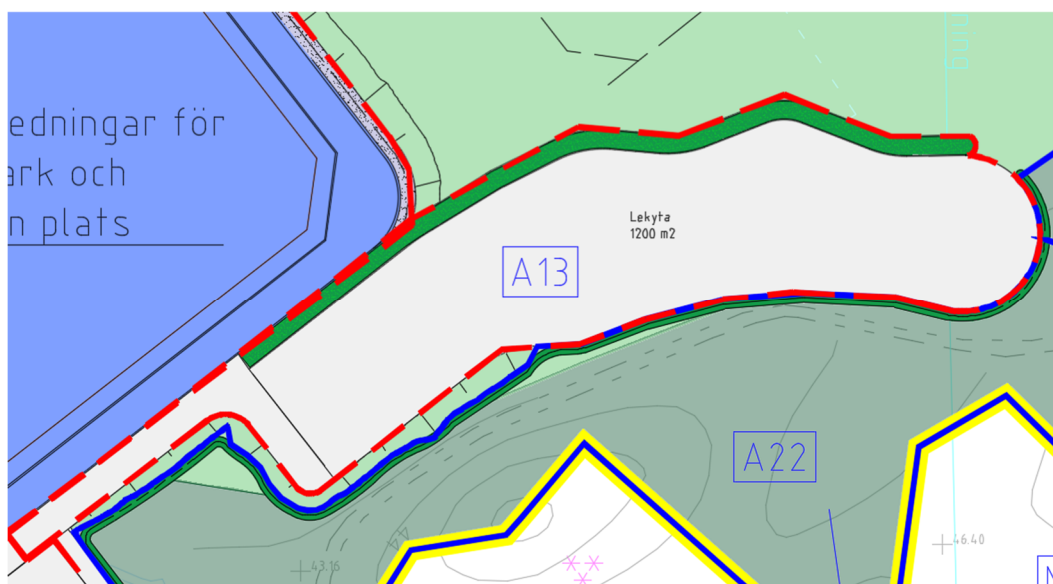 edningar för
ark och
n plats
Lekyta
1200 m2
A13
A22
46.40
43.16